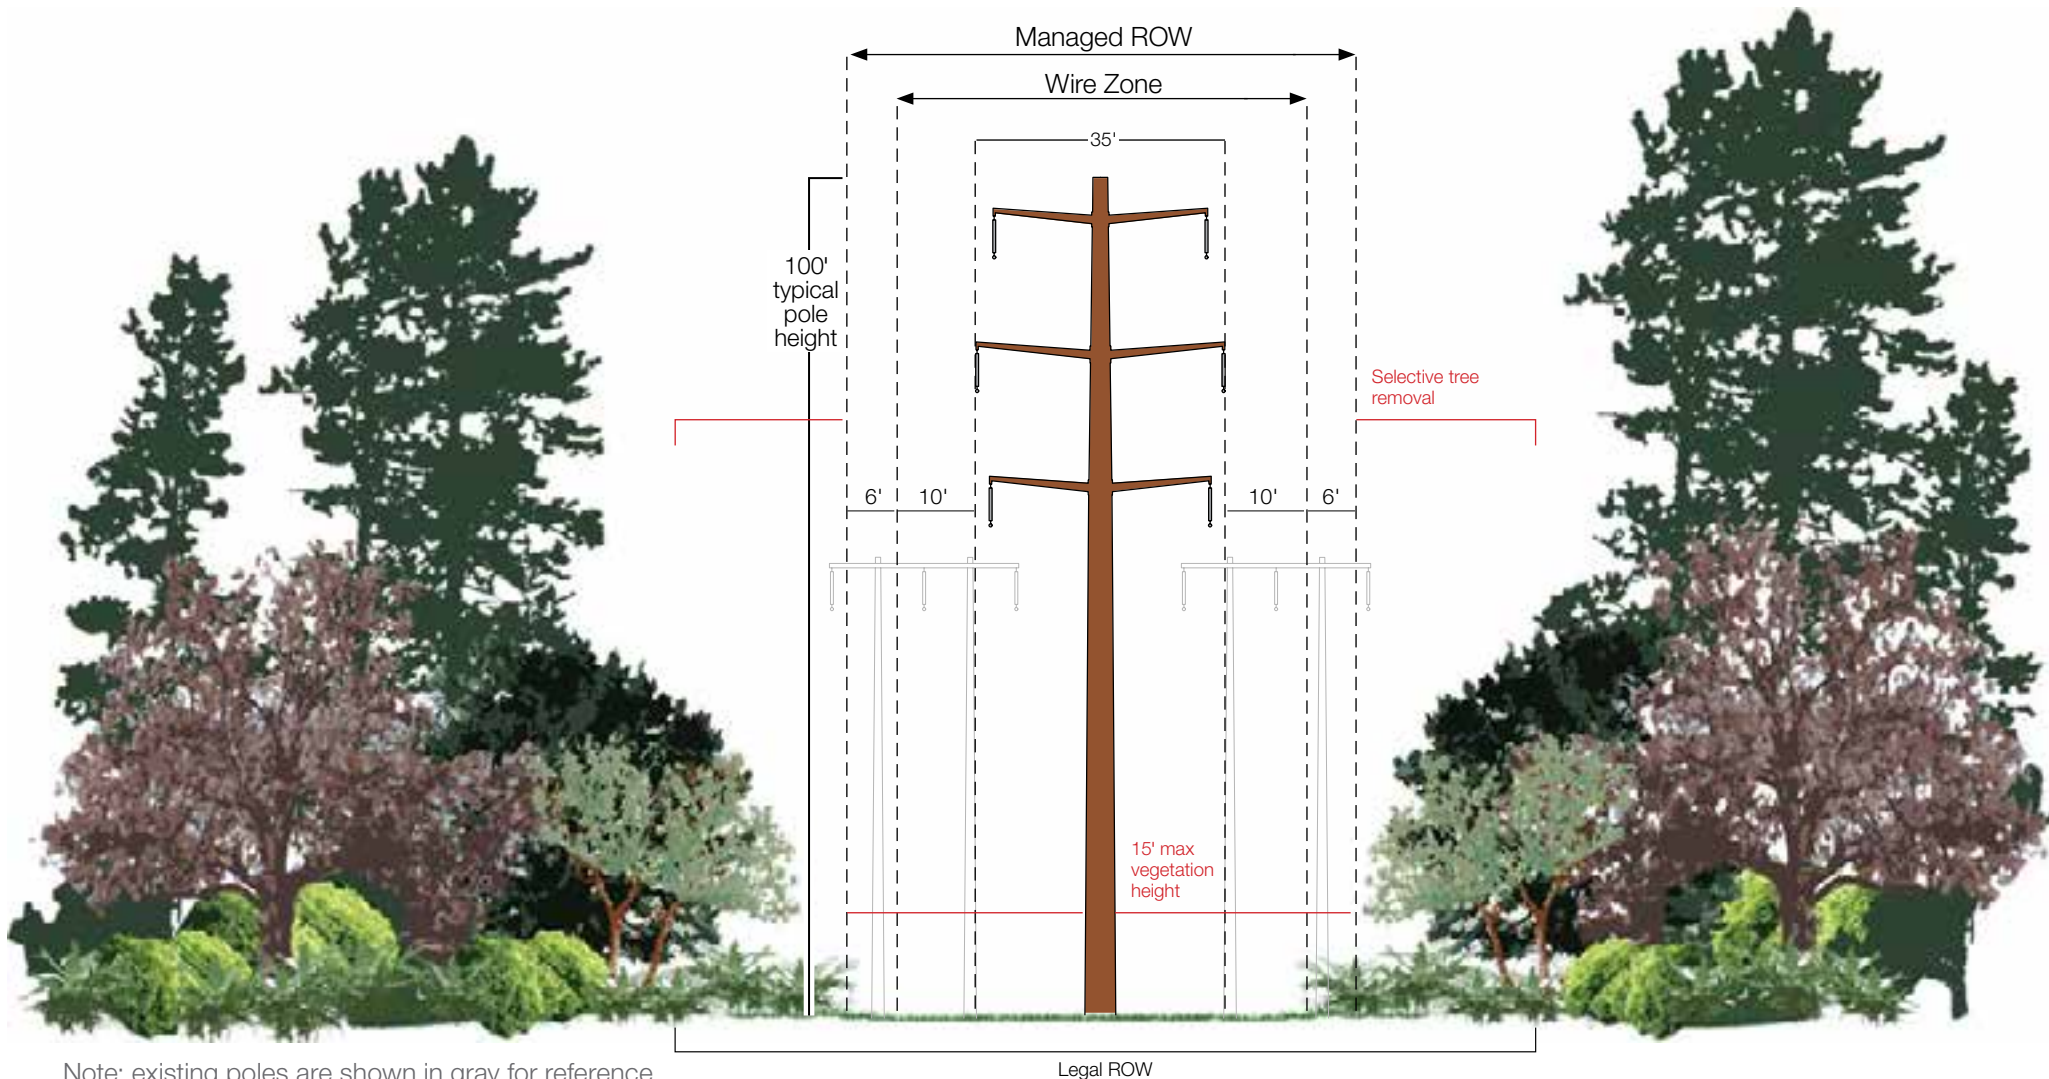 Managed ROW
Wire Zone
35'
100'
typical
pole
height
Selective tree
removal
6'
10'
10'
6'
15' max
vegetation
height
Legal ROW
Note: existing poles are shown in gray for reference